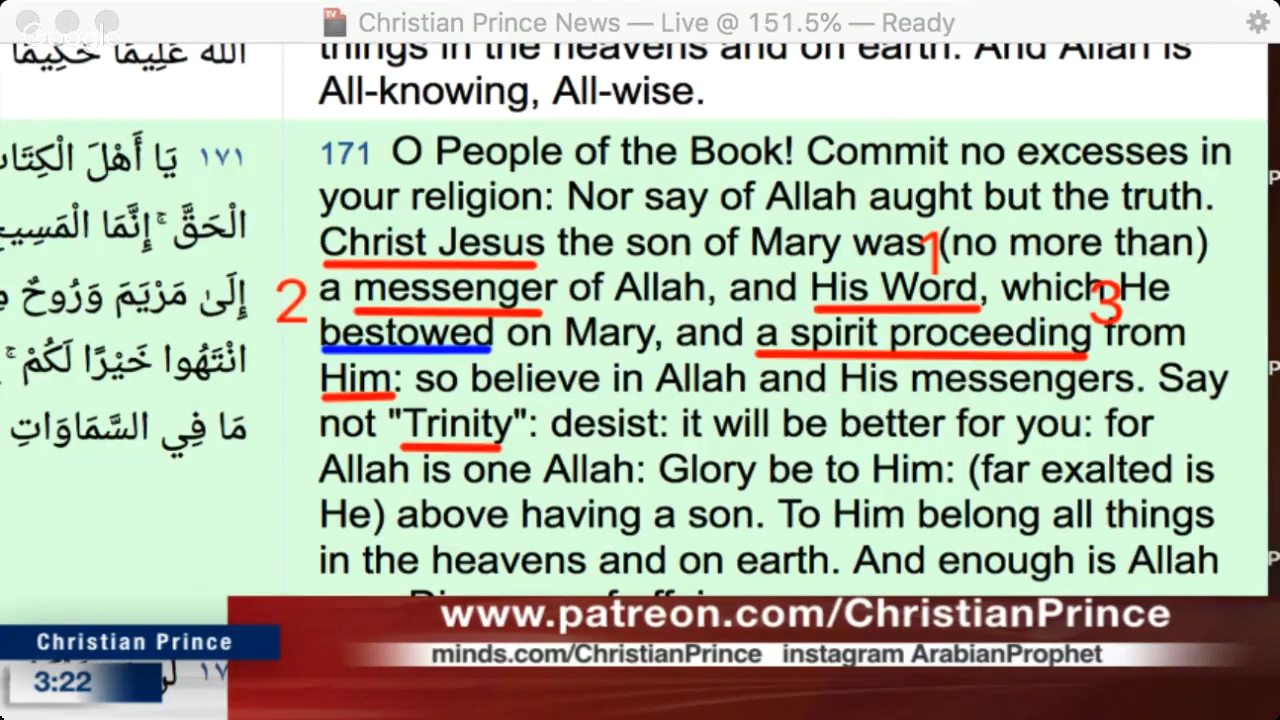 Christian Prince News — Live @ 151.5% — Ready
Google
TV
اللَّهُ عَلِيمًا حَكِيمًا
things in the heavens and on earth. And Allah is
All-knowing, All-wise.
١٧١ يَا أَهْلَ الْكِتَابِ
الْحَقَّ ۚ إِنَّمَا الْمَسِيحُ
إِلَىٰ مَرْيَمَ وَرُوحٌ
انْتَهُوا خَيْرًا لَكُمْ ۚ
مَا فِي السَّمَاوَاتِ
171 O People of the Book! Commit no excesses in
your religion: Nor say of Allah aught but the truth.
Christ Jesus the son of Mary was (no more than)
1
2
a messenger of Allah, and His Word, which He
3
bestowed on Mary, and a spirit proceeding from
Him: so believe in Allah and His messengers. Say
not "Trinity": desist: it will be better for you: for
Allah is one Allah: Glory be to Him: (far exalted is
He) above having a son. To Him belong all things
in the heavens and on earth. And enough is Allah
www.patreon.com/ChristianPrince
Christian Prince
minds.com/ChristianPrince instagram ArabianProphet
3:22